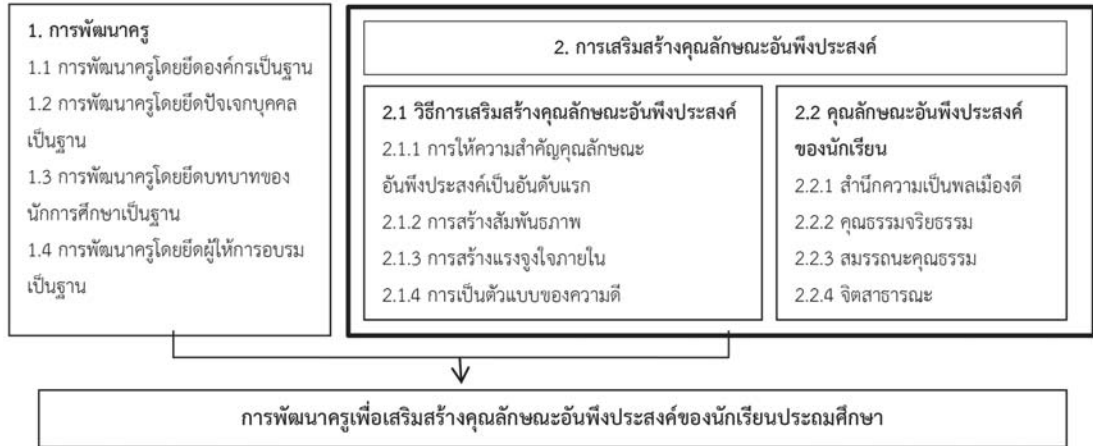 1. การพัฒนาครู
1.1 การพัฒนาครูโดยยึดองค์กรเป็นฐาน
1.2 การพัฒนาครูโดยยึดปัจเจกบุคคล
เป็นฐาน
1.3 การพัฒนาครูโดยยึดบทบาทของ
นักการศึกษาเป็นฐาน
1.4 การพัฒนาครูโดยยึดผู้ให้การอบรม
เป็นฐาน
2. การเสริมสร้างคุณลักษณะอันพึงประสงค์
2.1 วิธีการเสริมสร้างคุณลักษณะอันพึงประสงค์
2.1.1 การให้ความสำคัญคุณลักษณะ
อันพึงประสงค์เป็นอันดับแรก
2.1.2 การสร้างสัมพันธภาพ
2.1.3 การสร้างแรงจูงใจภายใน
2.1.4 การเป็นตัวแบบของความดี
2.2 คุณลักษณะอันพึงประสงค์
ของนักเรียน
2.2.1 สำนึกความเป็นพลเมืองดี
2.2.2 คุณธรรมจริยธรรม
2.2.3 สมรรถนะคุณธรรม
2.2.4 จิตสาธารณะ
การพัฒนาครูเพื่อเสริมสร้างคุณลักษณะอันพึงประสงค์ของนักเรียนประถมศึกษา